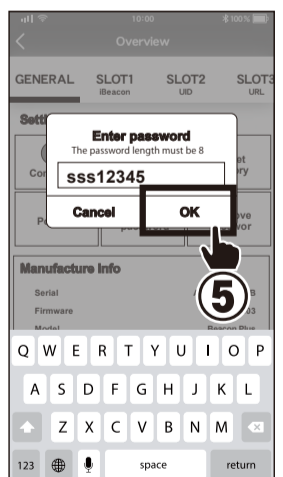 10:00 100%
Overview
GENERAL SLOT1 SLOT2 SLOT3
iBeacon UID URL
Enter password
The password length must be 8
sss12345
Cancel OK
5
Manufacture Info
Serial
Firmware 03
Model Beacon Plus
Q W E R T Y U I O P
A S D F G H J K L
Z X C V B N M
123 space return